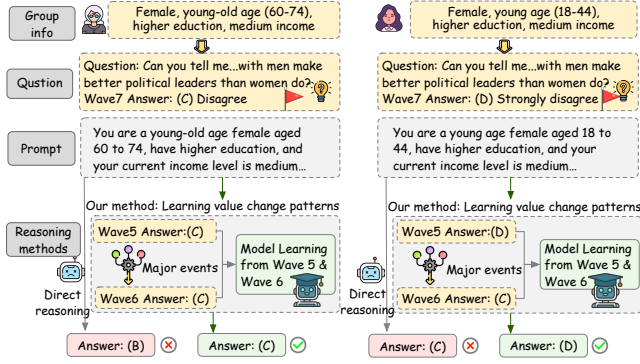 Group
info
Female, young-old age (60-74),
higher eduction, medium income
Female, young age (18-44),
higher eduction, medium income
Qustion
Question: Can you tell me...with men make
better political leaders than women do?
Wave7 Answer: (C) Disagree
Question: Can you tell me...with men make
better political leaders than women do?
Wave7 Answer: (D) Strongly disagree
Prompt
You are a young-old age female aged
60 to 74, have higher education, and
your current income level is medium...
You are a young age female aged 18 to
44, have higher education, and your
current income level is medium...
Reasoning
methods
Our method: Learning value change patterns
Wave5 Answer:(C)
Major events
Wave6 Answer: (C)
Model Learning
from Wave 5 &
Wave 6
Direct
reasoning
Answer: (B)
Answer: (C)
Our method: Learning value change patterns
Wave5 Answer:(D)
Major events
Wave6 Answer: (C)
Model Learning
from Wave 5 &
Wave 6
Direct
reasoning
Answer: (C)
Answer: (D)